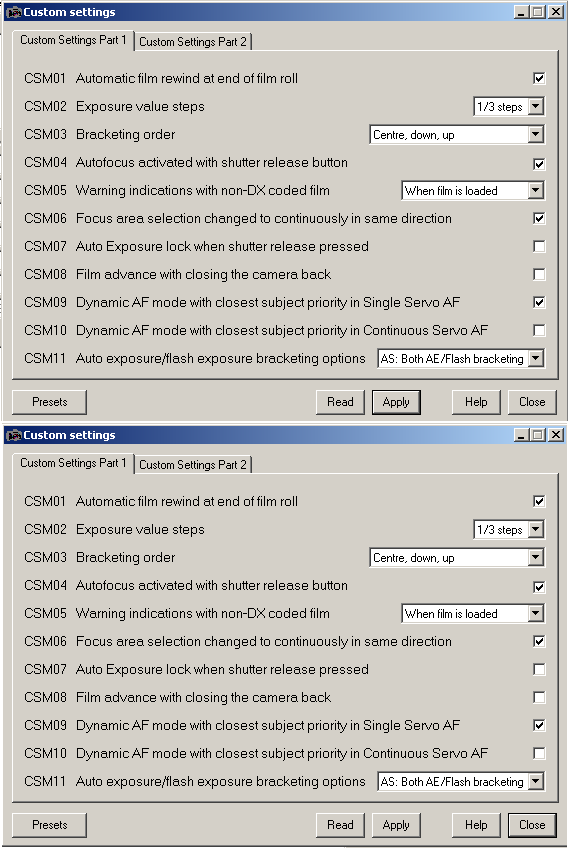 Custom settings
Custom Settings Part 1 Custom Settings Part 2
CSM01 Automatic film rewind at end of film roll
CSM02 Exposure value steps 1/3 steps
CSM03 Bracketing order Centre, down, up
CSM04 Autofocus activated with shutter release button
CSM05 Warning indications with non-DX coded film When film is loaded
CSM06 Focus area selection changed to continuously in same direction
CSM07 Auto Exposure lock when shutter release pressed
CSM08 Film advance with closing the camera back
CSM09 Dynamic AF mode with closest subject priority in Single Servo AF
CSM10 Dynamic AF mode with closest subject priority in Continuous Servo AF
CSM11 Auto exposure/flash exposure bracketing options AS: Both AE/Flash bracketing
Presets Read Apply Help Close
Custom settings
Custom Settings Part 1 Custom Settings Part 2
CSM01 Automatic film rewind at end of film roll
CSM02 Exposure value steps 1/3 steps
CSM03 Bracketing order Centre, down, up
CSM04 Autofocus activated with shutter release button
CSM05 Warning indications with non-DX coded film When film is loaded
CSM06 Focus area selection changed to continuously in same direction
CSM07 Auto Exposure lock when shutter release pressed
CSM08 Film advance with closing the camera back
CSM09 Dynamic AF mode with closest subject priority in Single Servo AF
CSM10 Dynamic AF mode with closest subject priority in Continuous Servo AF
CSM11 Auto exposure/flash exposure bracketing options AS: Both AE/Flash bracketing
Presets Read Apply Help Close